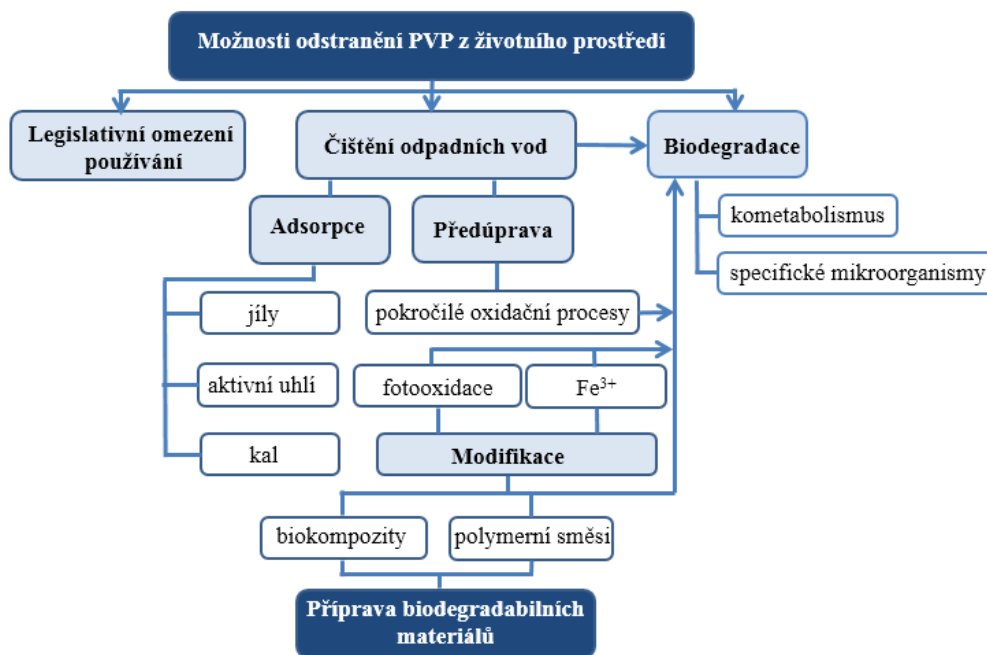 Možnosti odstranění PVP z životního prostředí
Legislativní omezení
používání
Čištění odpadních vod
Biodegradace
kometabolismus
specifické mikroorganismy
Adsorpce
Předúprava
jíly
pokročilé oxidační procesy
aktivní uhlí
fotooxidace
Fe³⁺
kal
Modifikace
biokompozity
polymerní směsi
Příprava biodegradabilních
materiálů